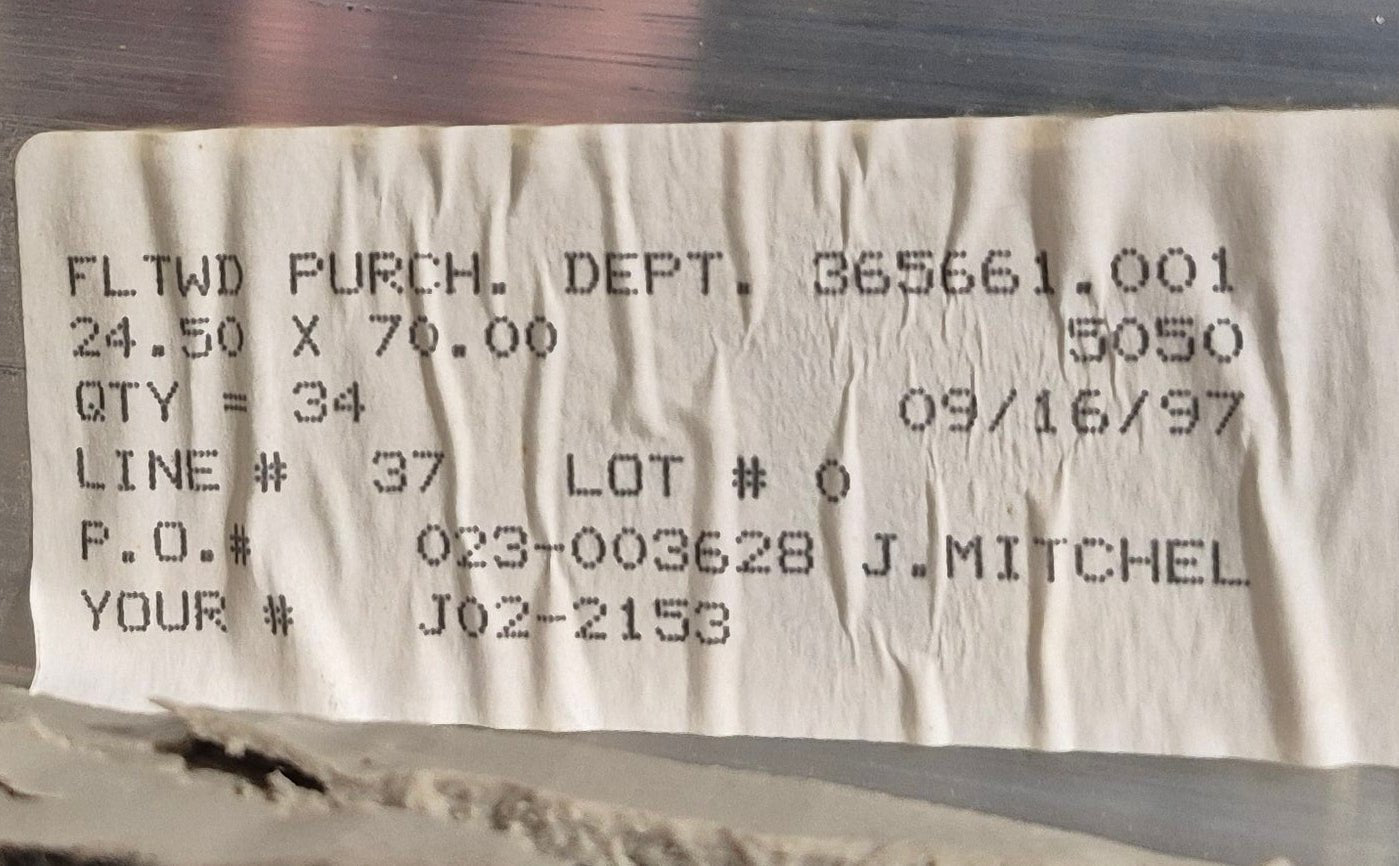 FLTWD PURCH. DEPT. 365661.001
24.50 X 70.00 5050
QTY = 34 09/16/97
LINE # 37 LOT # 0
P.O.# 023-003628 J.MITCHEL
YOUR # J02-2153